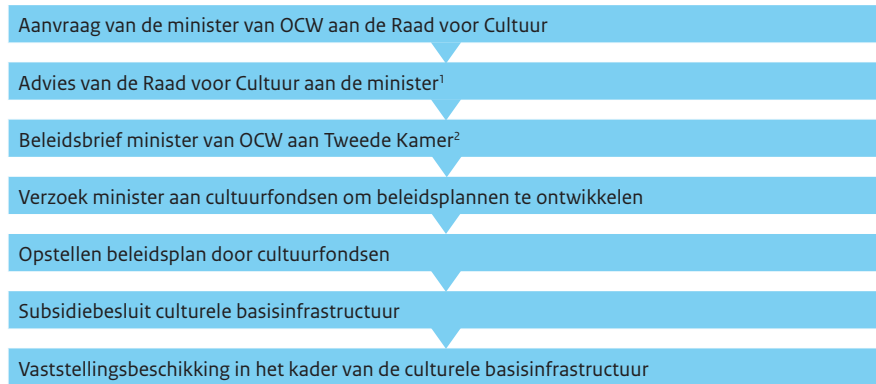 Aanvraag van de minister van OCW aan de Raad voor Cultuur
Advies van de Raad voor Cultuur aan de minister¹
Beleidsbrief minister van OCW aan Tweede Kamer²
Verzoek minister aan cultuurfondsen om beleidsplannen te ontwikkelen
Opstellen beleidsplan door cultuurfondsen
Subsidiebesluit culturele basisinfrastructuur
Vaststellingsbeschikking in het kader van de culturele basisinfrastructuur